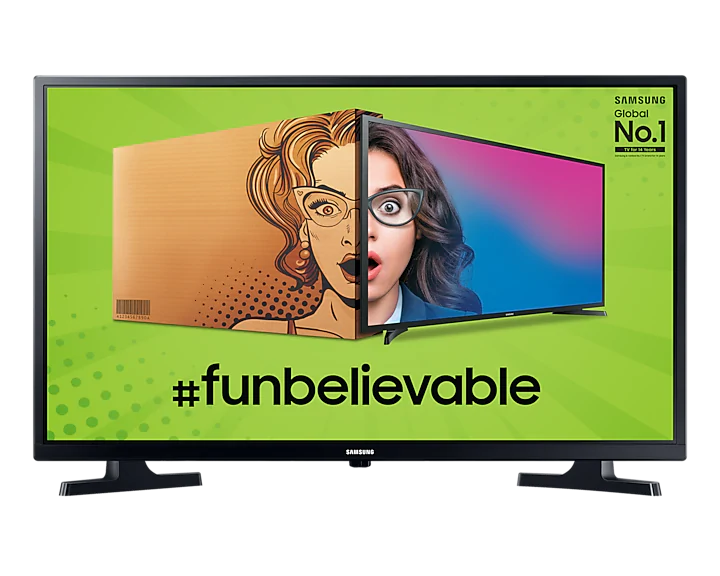 SAMSUNG
Global
No.1
TV for 14 Years
#funbelievable
SAMSUNG